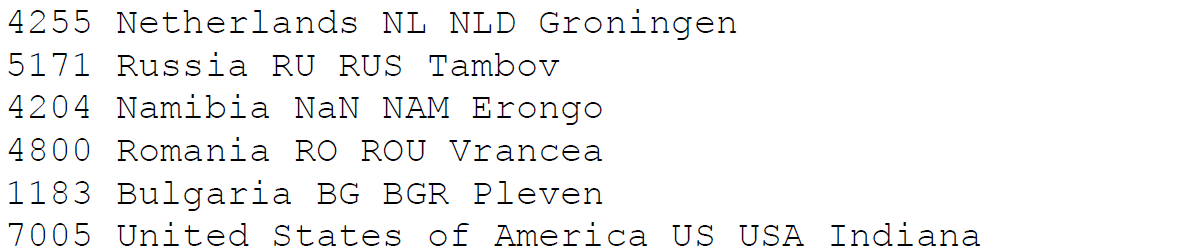 4255 Netherlands NL NLD Groningen
5171 Russia RU RUS Tambov
4204 Namibia NaN NAM Erongo
4800 Romania RO ROU Vrancea
1183 Bulgaria BG BGR Pleven
7005 United States of America US USA Indiana